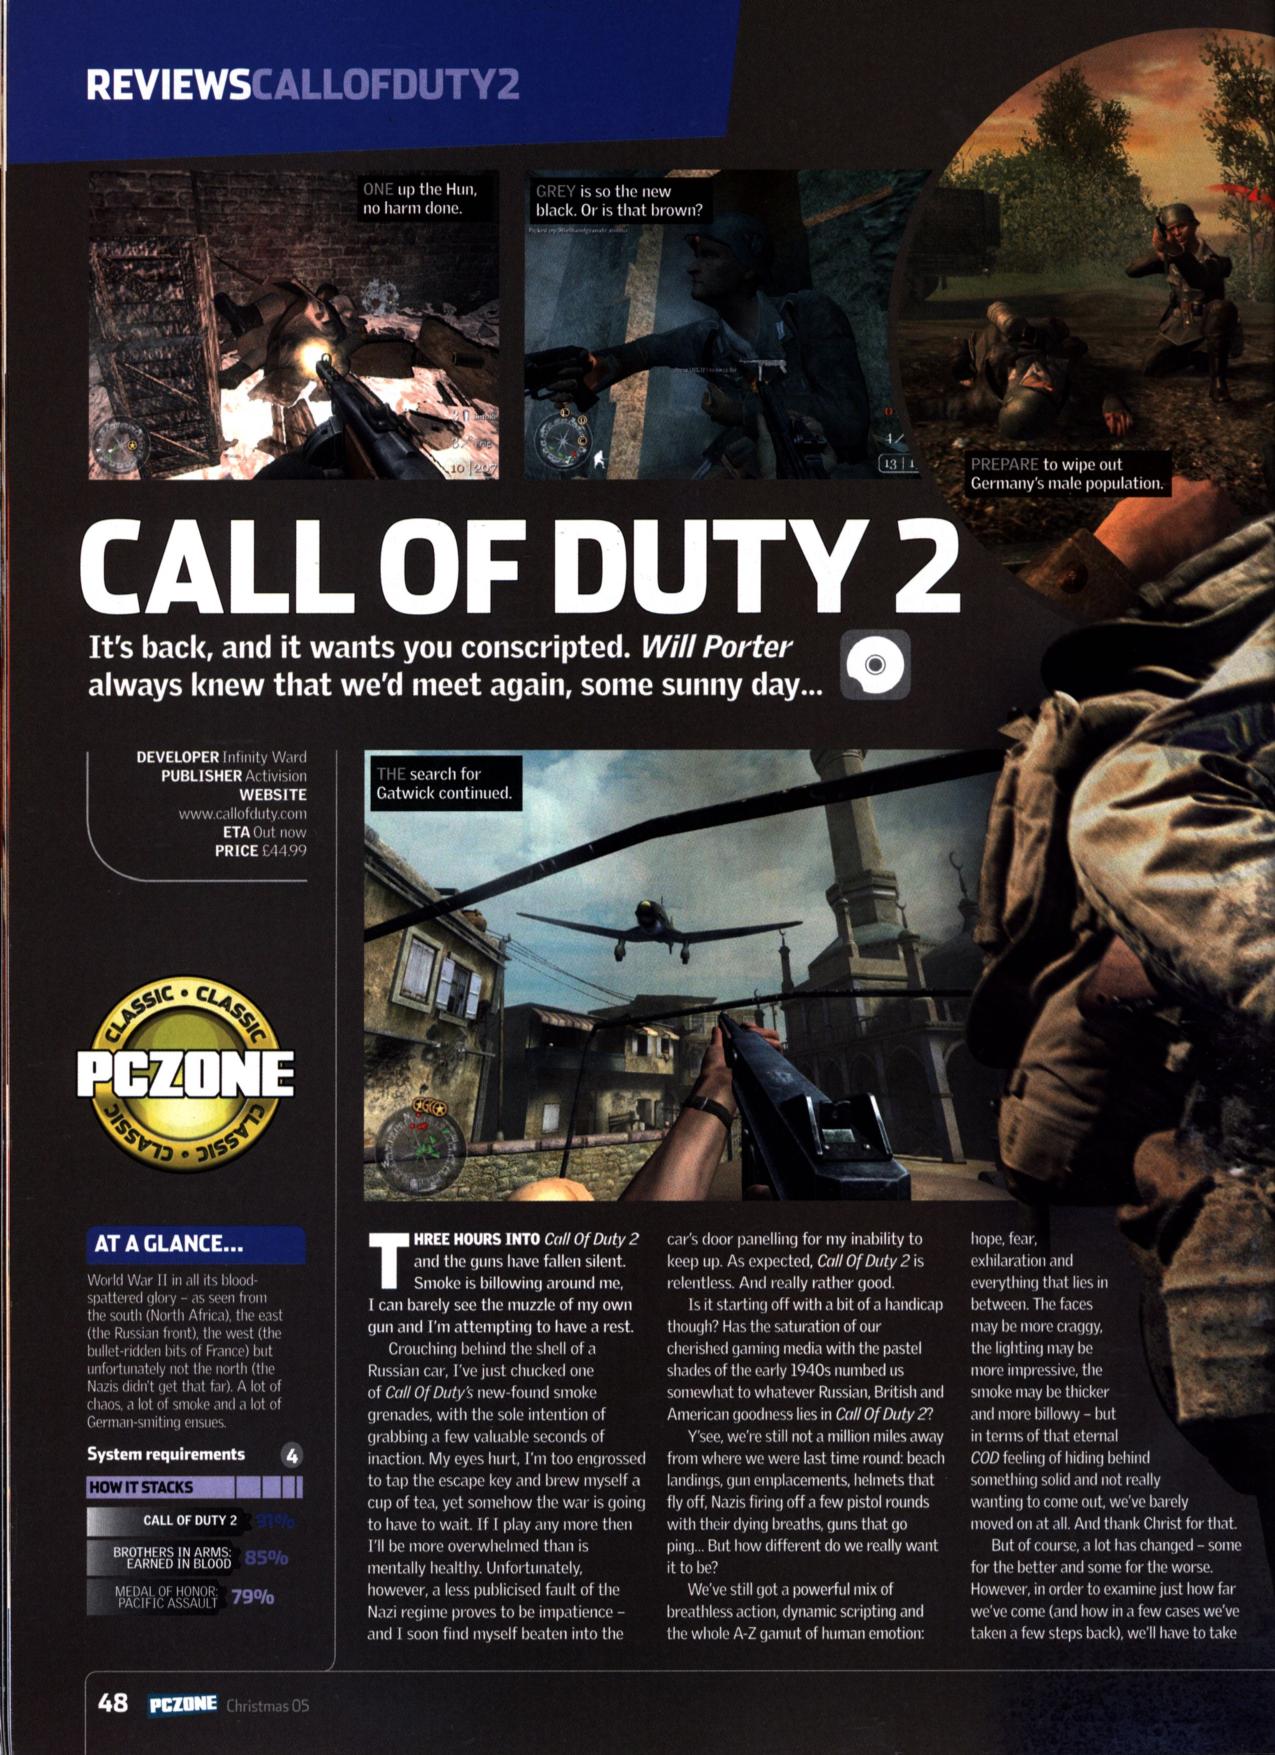 REVIEWSCALLOFDUTY2
ONE up the Hun,
no harm done.
GREY is so the new
black. Or is that brown?
10 | 207
4/
13 | 1
PREPARE to wipe out
Germany's male population.
CALL OF DUTY 2
It's back, and it wants you conscripted. Will Porter
always knew that we'd meet again, some sunny day...
DEVELOPER Infinity Ward
PUBLISHER Activision
WEBSITE
www.callofduty.com
ETA Out now
PRICE £44.99
THE search for
Gatwick continued.
CLASSIC • CLASSIC
PCZONE
CLASSIC • CLASSIC
AT A GLANCE...
World War II in all its blood-
spattered glory – as seen from
the south (North Africa), the east
(the Russian front), the west (the
bullet-ridden bits of France) but
unfortunately not the north (the
Nazis didn't get that far). A lot of
chaos, a lot of smoke and a lot of
German-smiting ensues.
System requirements 4
HOW IT STACKS
CALL OF DUTY 2 91%
BROTHERS IN ARMS:
EARNED IN BLOOD 85%
MEDAL OF HONOR:
PACIFIC ASSAULT 79%
THREE HOURS INTO Call Of Duty 2
and the guns have fallen silent.
Smoke is billowing around me,
I can barely see the muzzle of my own
gun and I'm attempting to have a rest.
Crouching behind the shell of a
Russian car, I've just chucked one
of Call Of Duty's new-found smoke
grenades, with the sole intention of
grabbing a few valuable seconds of
inaction. My eyes hurt, I'm too engrossed
to tap the escape key and brew myself a
cup of tea, yet somehow the war is going
to have to wait. If I play any more then
I'll be more overwhelmed than is
mentally healthy. Unfortunately,
however, a less publicised fault of the
Nazi regime proves to be impatience –
and I soon find myself beaten into the
car's door panelling for my inability to
keep up. As expected, Call Of Duty 2 is
relentless. And really rather good.
Is it starting off with a bit of a handicap
though? Has the saturation of our
cherished gaming media with the pastel
shades of the early 1940s numbed us
somewhat to whatever Russian, British and
American goodness lies in Call Of Duty 2?
Y'see, we're still not a million miles away
from where we were last time round: beach
landings, gun emplacements, helmets that
fly off, Nazis firing off a few pistol rounds
with their dying breaths, guns that go
ping... But how different do we really want
it to be?
We've still got a powerful mix of
breathless action, dynamic scripting and
the whole A-Z gamut of human emotion:
hope, fear,
exhilaration and
everything that lies in
between. The faces
may be more craggy,
the lighting may be
more impressive, the
smoke may be thicker
and more billowy – but
in terms of that eternal
COD feeling of hiding behind
something solid and not really
wanting to come out, we've barely
moved on at all. And thank Christ for that.
But of course, a lot has changed – some
for the better and some for the worse.
However, in order to examine just how far
we've come (and how in a few cases we've
taken a few steps back), we'll have to take
48 PCZONE Christmas 05